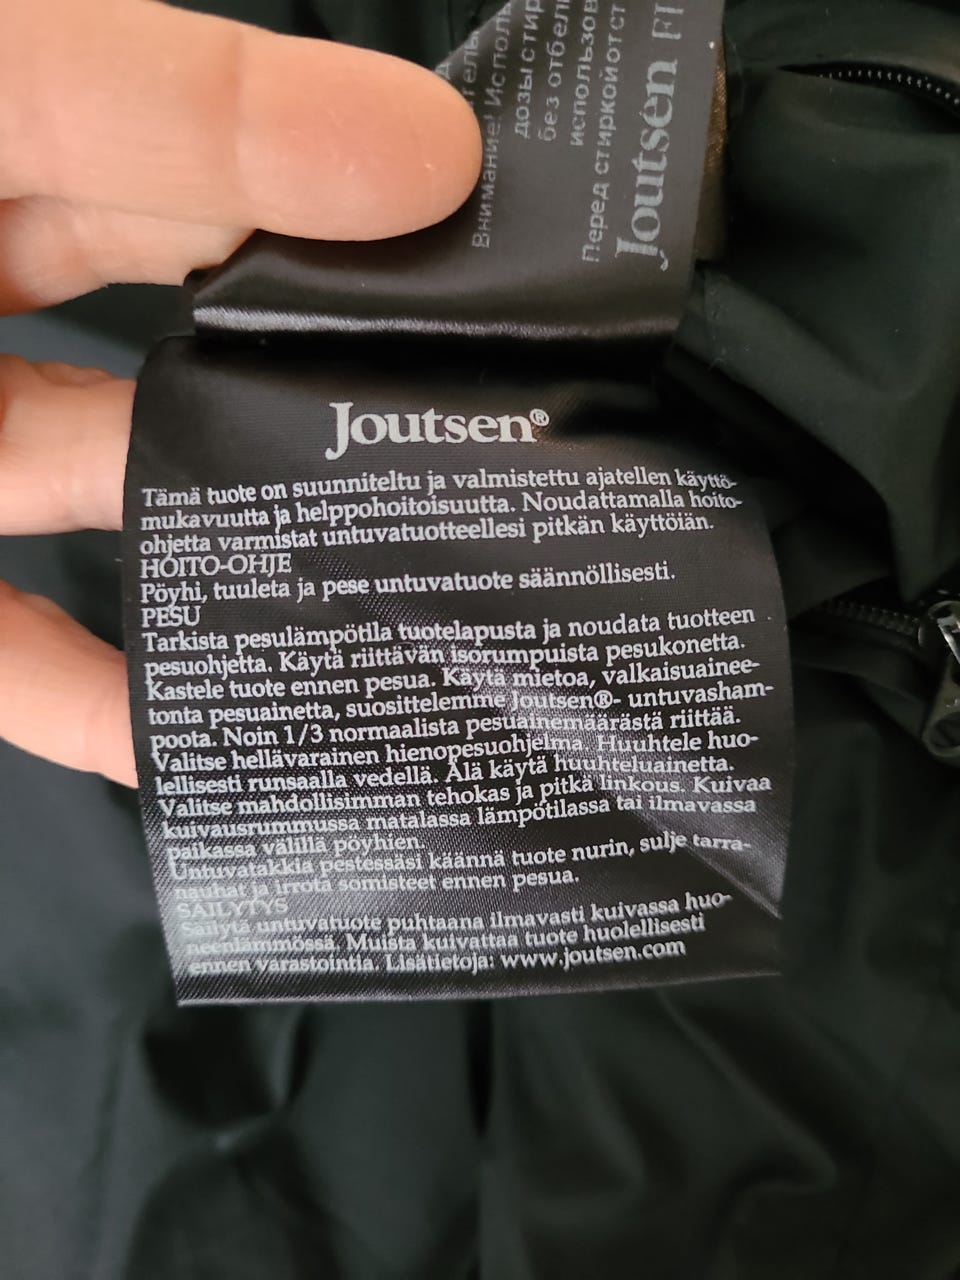 Внимание! Исполь
дозы стир
без отбел
использов
Перед стиркой отст
Joutsen FI
Joutsen®
Tämä tuote on suunniteltu ja valmistettu ajatellen käyttö-
mukavuutta ja helppohoitoisuutta. Noudattamalla hoito-
ohjetta varmistat untuvatuotteellesi pitkän käyttöiän.
HOITO-OHJE
Pöyhi, tuuleta ja pese untuvatuote säännöllisesti.
PESU
Tarkista pesulämpötila tuotelapusta ja noudata tuotteen
pesuohjetta. Käytä riittävän isorumpuista pesukonetta.
Kastele tuote ennen pesua. Käytä mietoa, valkaisuainee-
tonta pesuainetta, suosittelemme Joutsen®- untuvasham-
poota. Noin 1/3 normaalista pesuainemäärästä riittää.
Valitse hellävarainen hienopesuohjelma. Huuhtele huo-
lellisesti runsaalla vedellä. Älä käytä huuhteluainetta.
Valitse mahdollisimman tehokas ja pitkä linkous. Kuivaa
kuivausrummussa matalassa lämpötilassa tai ilmavassa
paikassa välillä pöyhien.
Untuvatakkia pestessäsi käännä tuote nurin, sulje tarra-
nauhat ja irrota somisteet ennen pesua.
SÄILYTYS
Säilytä untuvatuote puhtaana ilmavasti kuivassa huo-
neenlämmössä. Muista kuivattaa tuote huolellisesti
ennen varastointia. Lisätietoja: www.joutsen.com